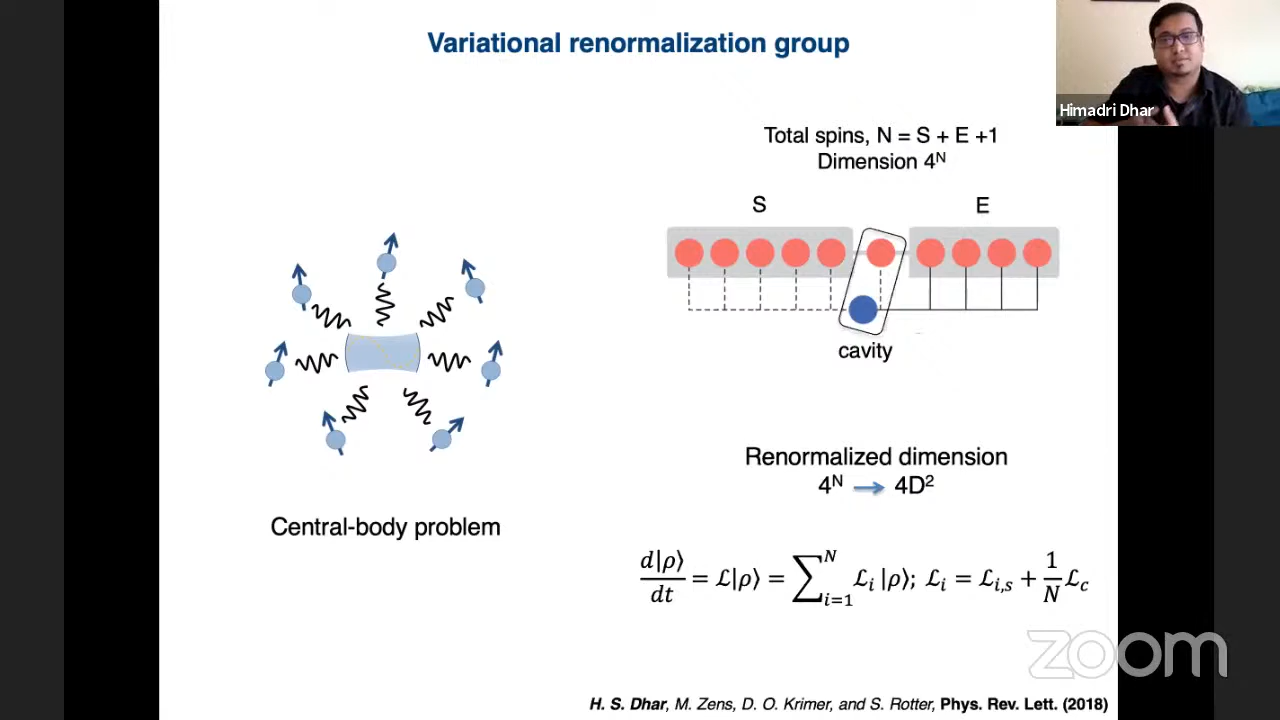 Variational renormalization group
Himadri Dhar
Total spins, N = S + E +1
Dimension 4ᴺ
S
E
cavity
Renormalized dimension
4ᴺ → 4D²
Central-body problem
d|ρ⟩/dt = ℒ|ρ⟩ = ∑ᵢ₌₁ᴺ ℒᵢ |ρ⟩; ℒᵢ = ℒᵢ,ₛ + 1/N ℒ_c
zoom
H. S. Dhar, M. Zens, D. O. Krimer, and S. Rotter, Phys. Rev. Lett. (2018)